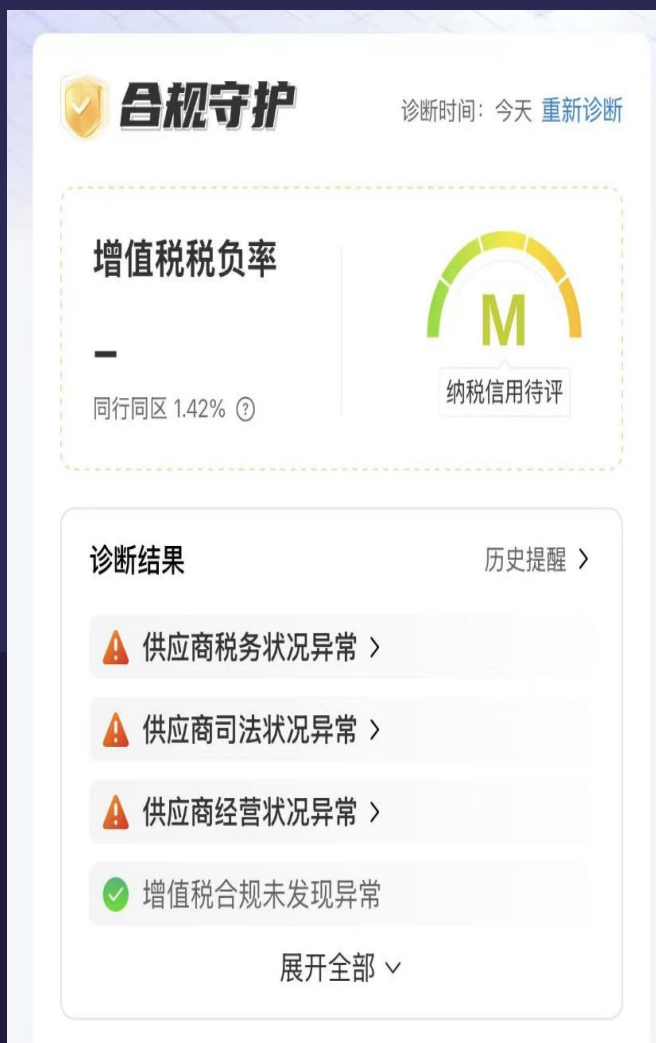 合规守护
诊断时间：今天 重新诊断
增值税税负率
–
同行同区 1.42% ?
M
纳税信用待评
诊断结果
历史提醒 >
供应商税务状况异常 >
供应商司法状况异常 >
供应商经营状况异常 >
增值税合规未发现异常
展开全部